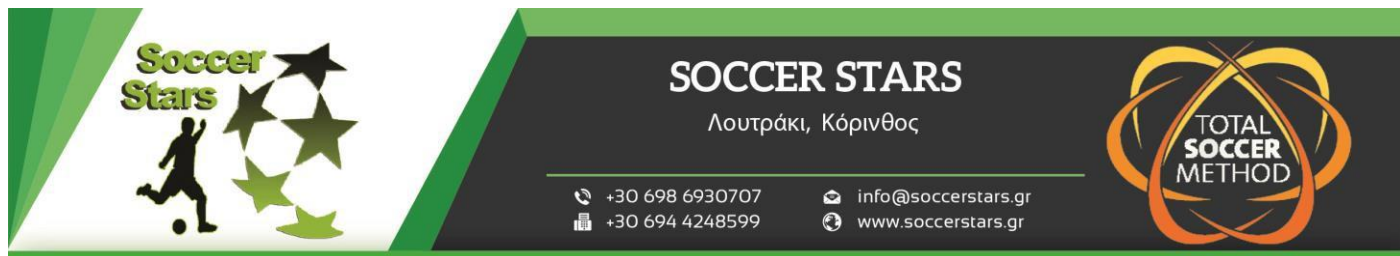 Soccer
Stars
SOCCER STARS
Λουτράκι, Κόρινθος
+30 698 6930707
info@soccerstars.gr
+30 694 4248599
www.soccerstars.gr
TOTAL
SOCCER
METHOD